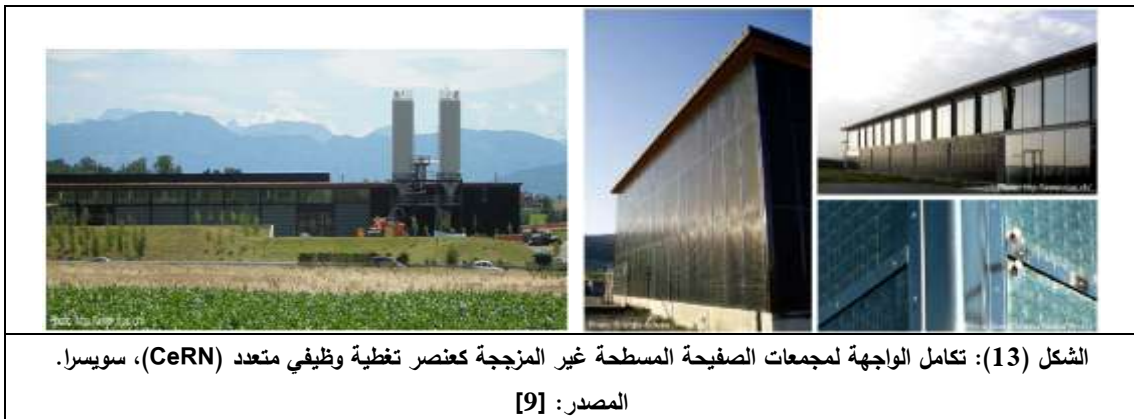 الشكل (13): تكامل الواجهة لمجمعات الصفيحة المسطحة غير المزججة كعنصر تغطية وظيفي متعدد (CeRN)، سويسرا.
المصدر: [9]